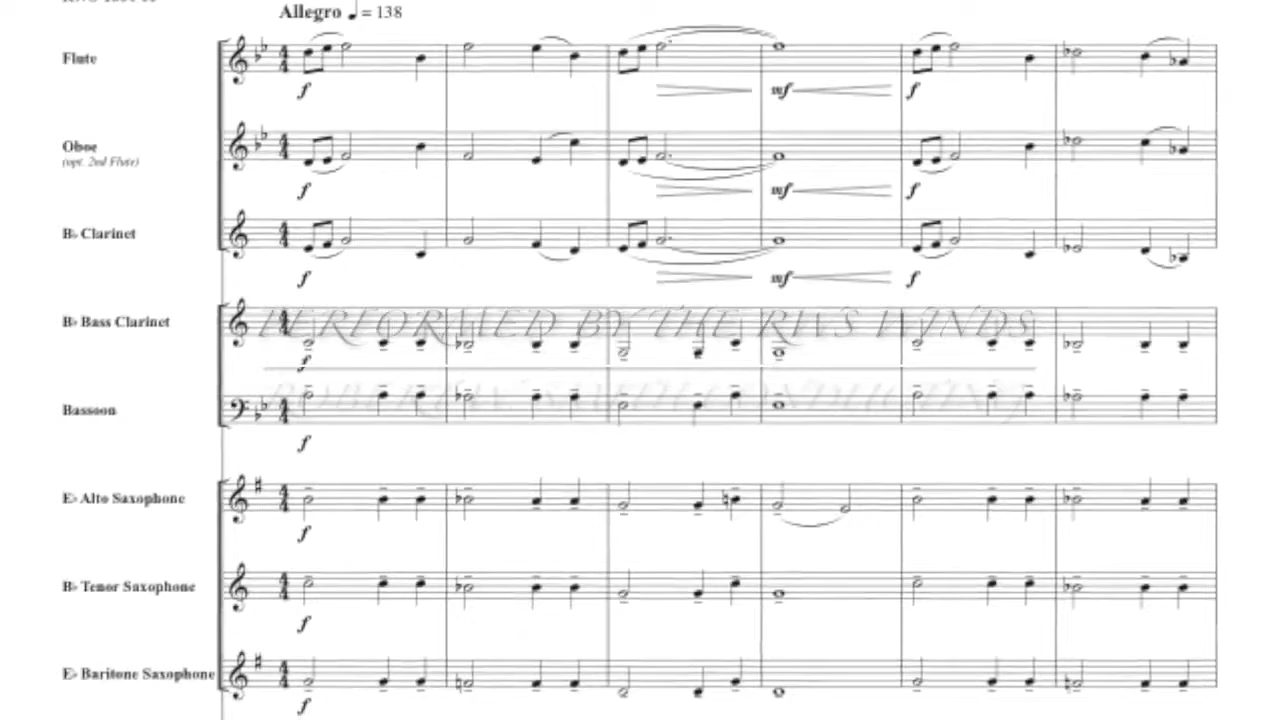 Allegro ♩ = 138
Flute
f mf f
Oboe
(opt. 2nd Flute)
f mf f
B♭ Clarinet
f mf f
B♭ Bass Clarinet
PERFORMED BY THE RWS WINDS
f
Bassoon
f
E♭ Alto Saxophone
f
B♭ Tenor Saxophone
f
E♭ Baritone Saxophone
f